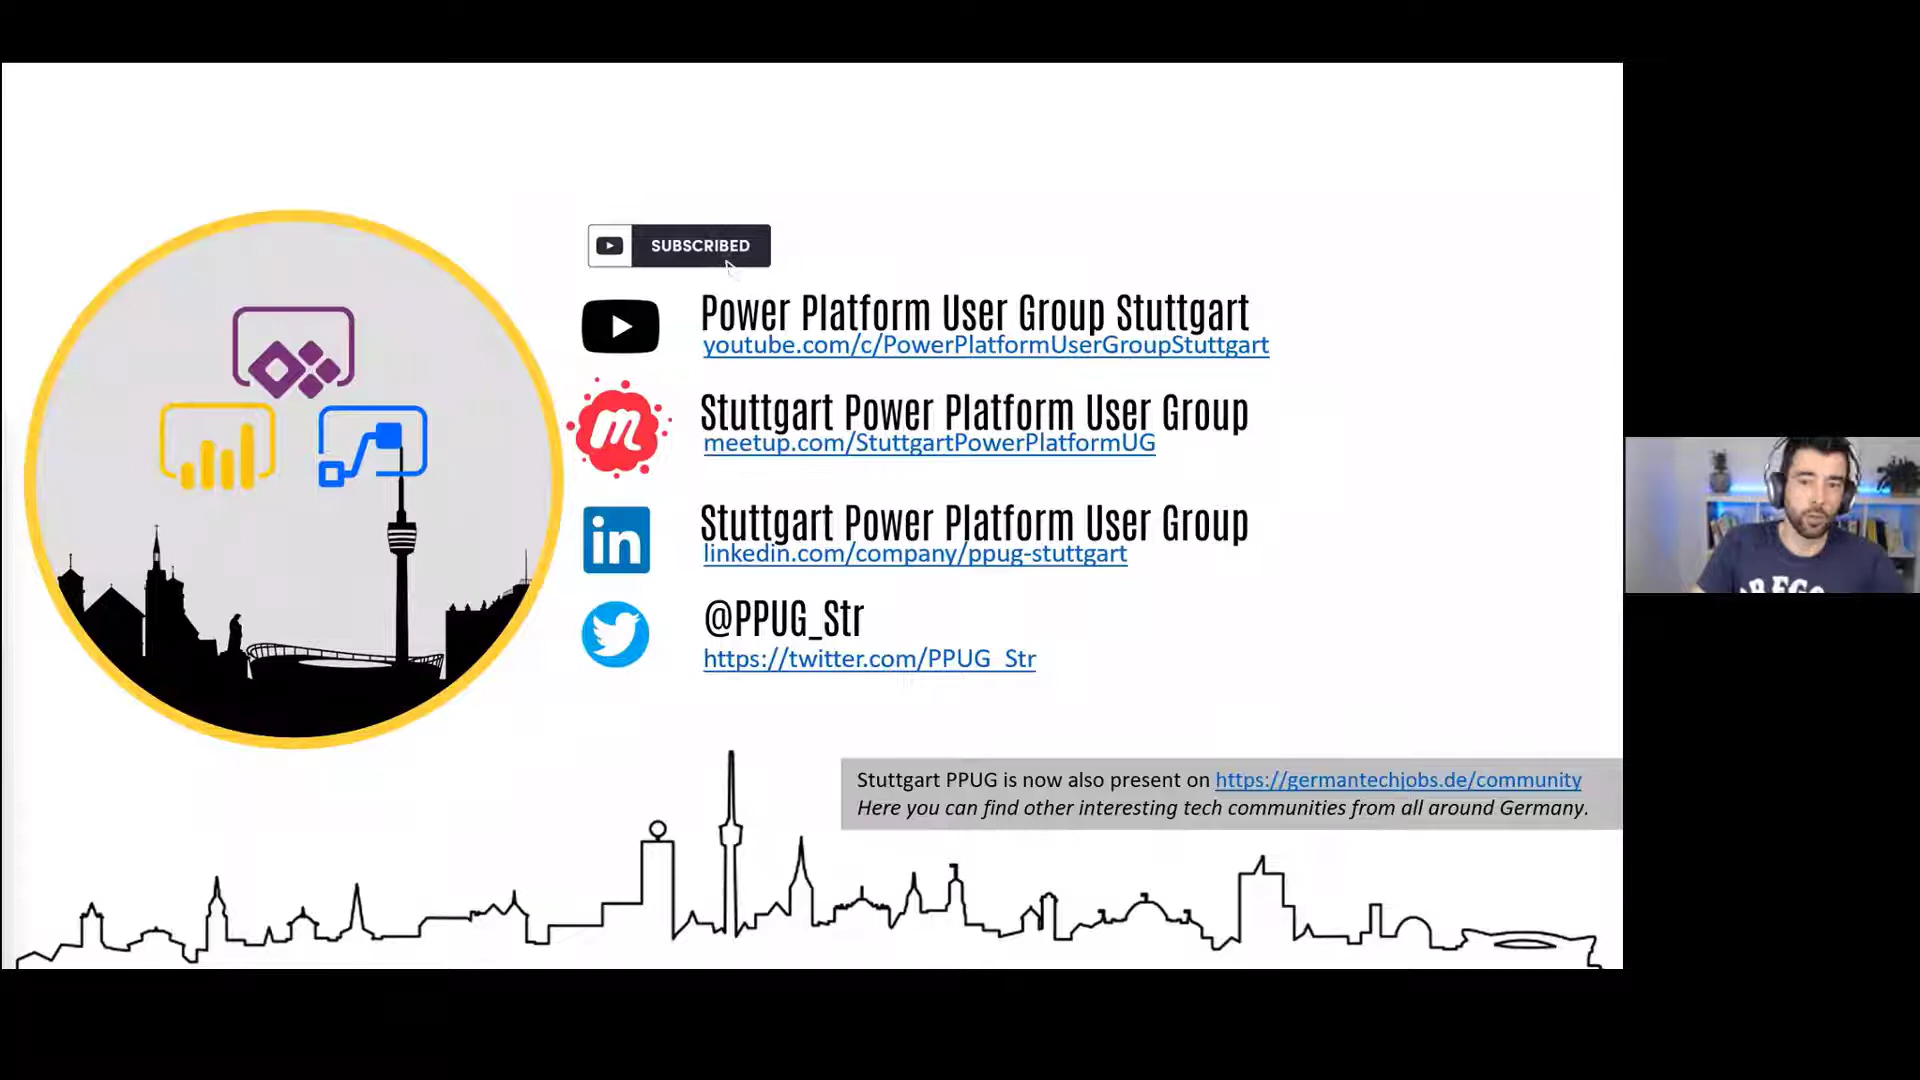 SUBSCRIBED
Power Platform User Group Stuttgart
youtube.com/c/PowerPlatformUserGroupStuttgart
Stuttgart Power Platform User Group
meetup.com/StuttgartPowerPlatformUG
Stuttgart Power Platform User Group
linkedin.com/company/ppug-stuttgart
@PPUG_Str
https://twitter.com/PPUG_Str
Stuttgart PPUG is now also present on https://germantechjobs.de/community
Here you can find other interesting tech communities from all around Germany.